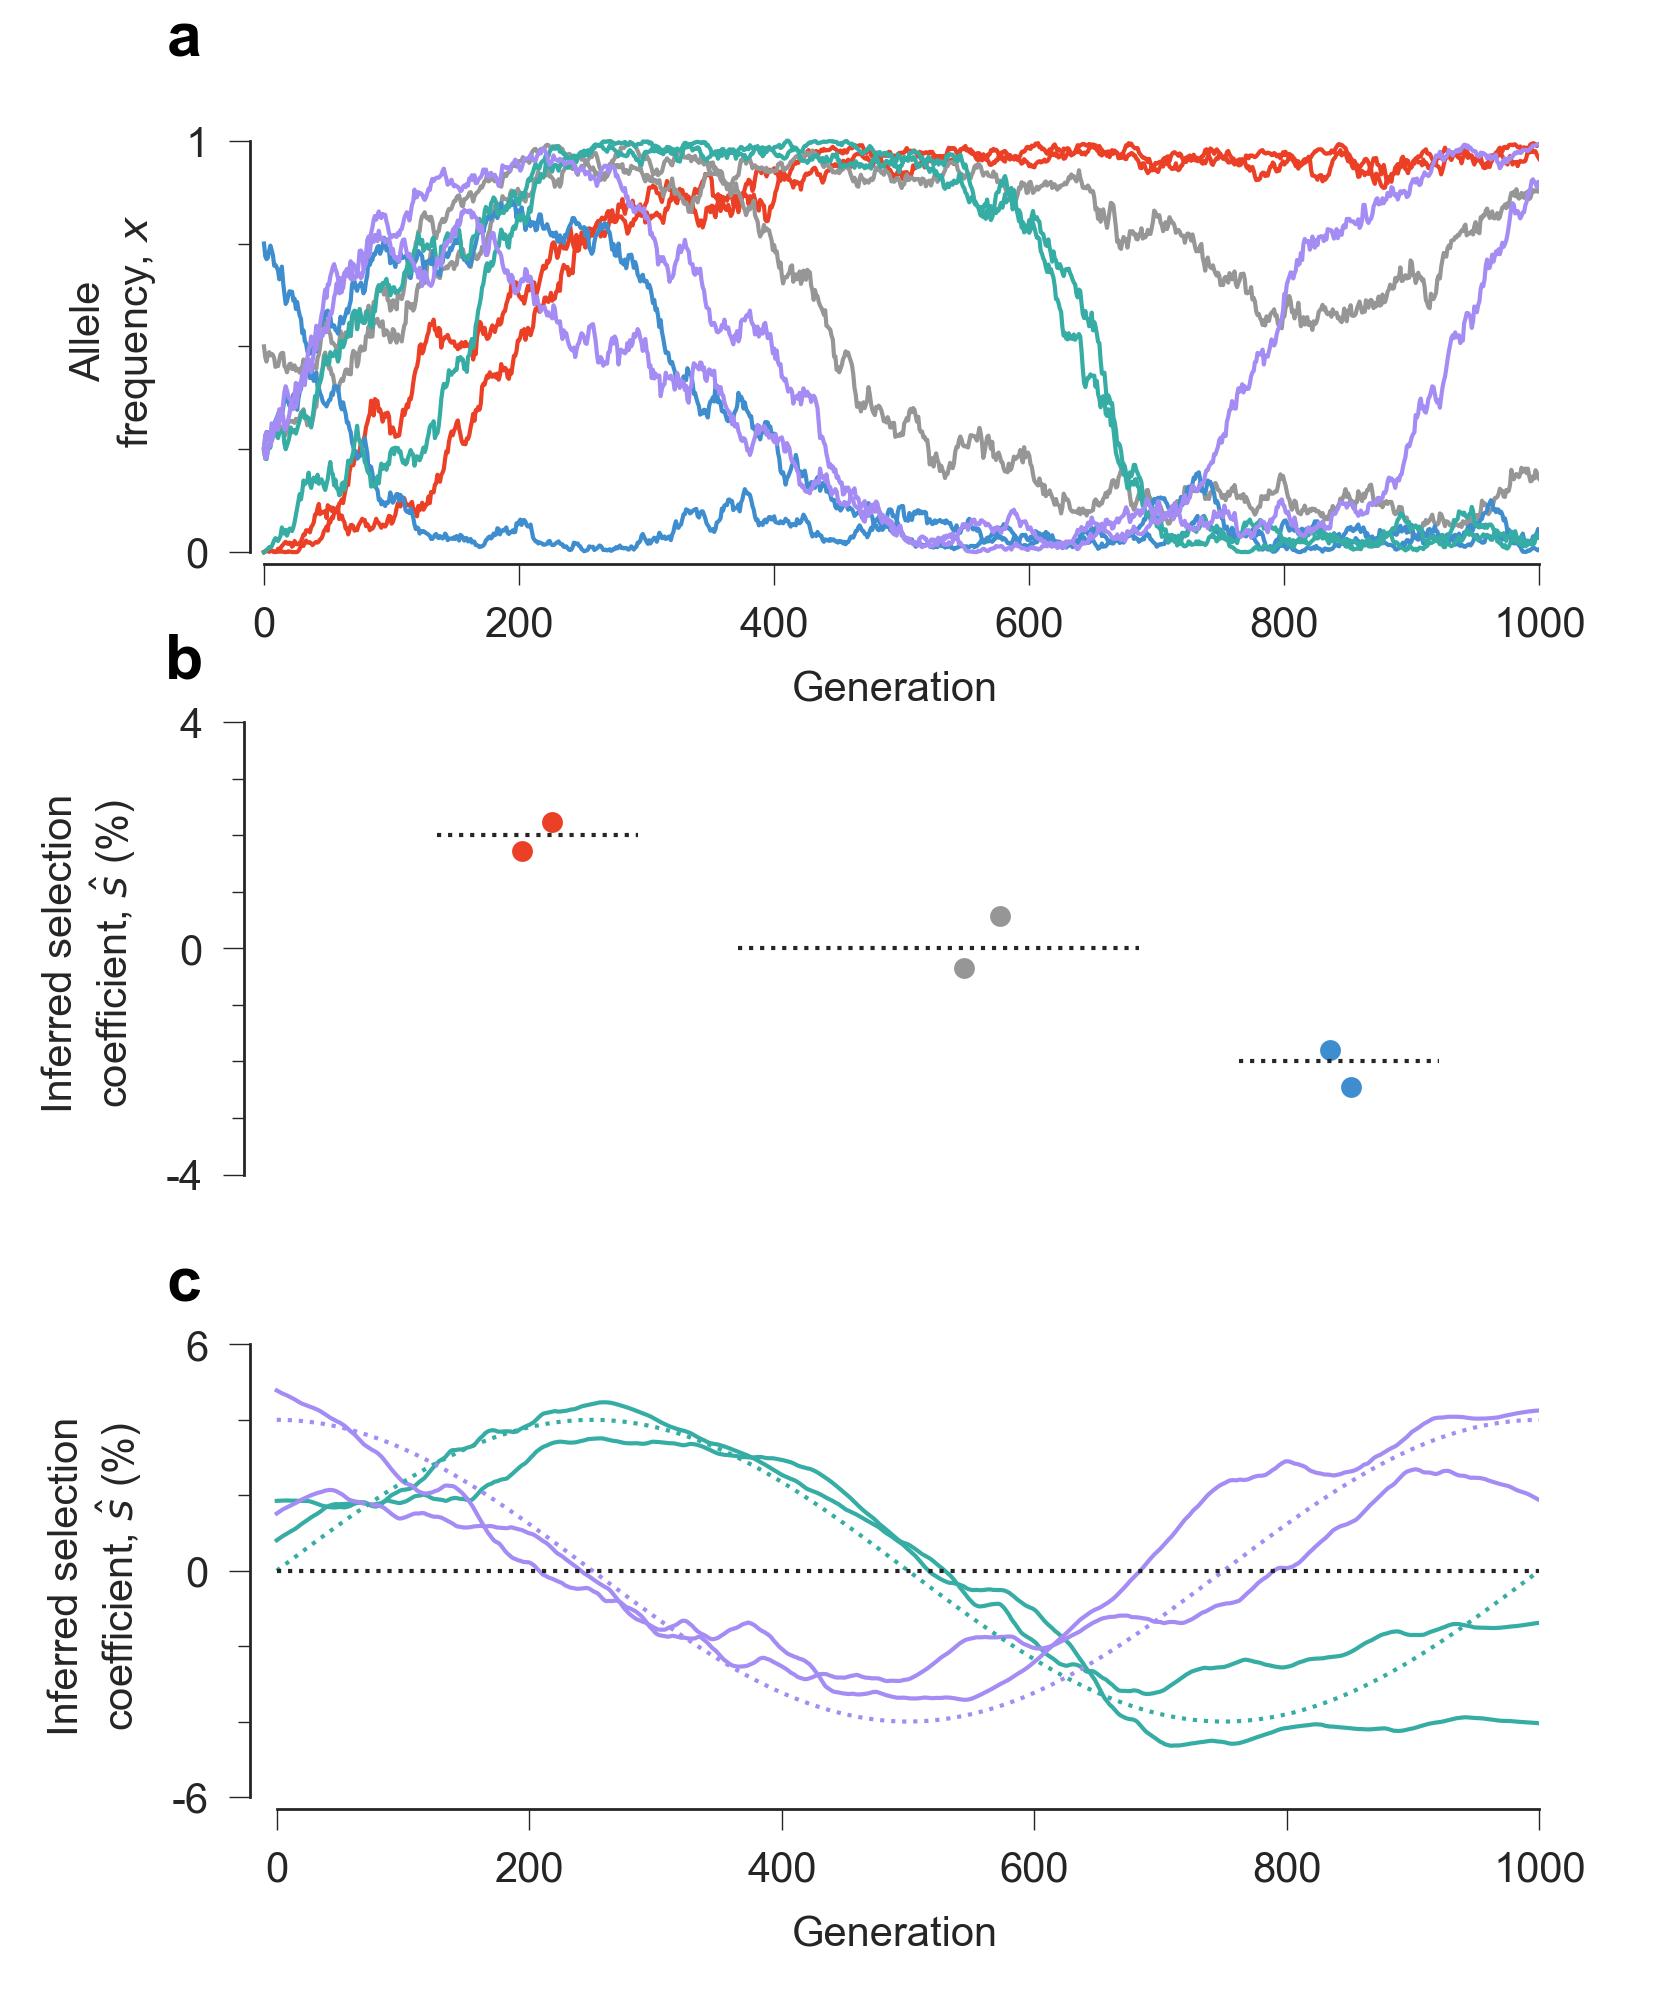 a
1
0
Allele
frequency, x
0 200 400 600 800 1000
Generation
b
4
0
-4
Inferred selection
coefficient, ŝ (%)
c
6
0
-6
Inferred selection
coefficient, ŝ (%)
0 200 400 600 800 1000
Generation